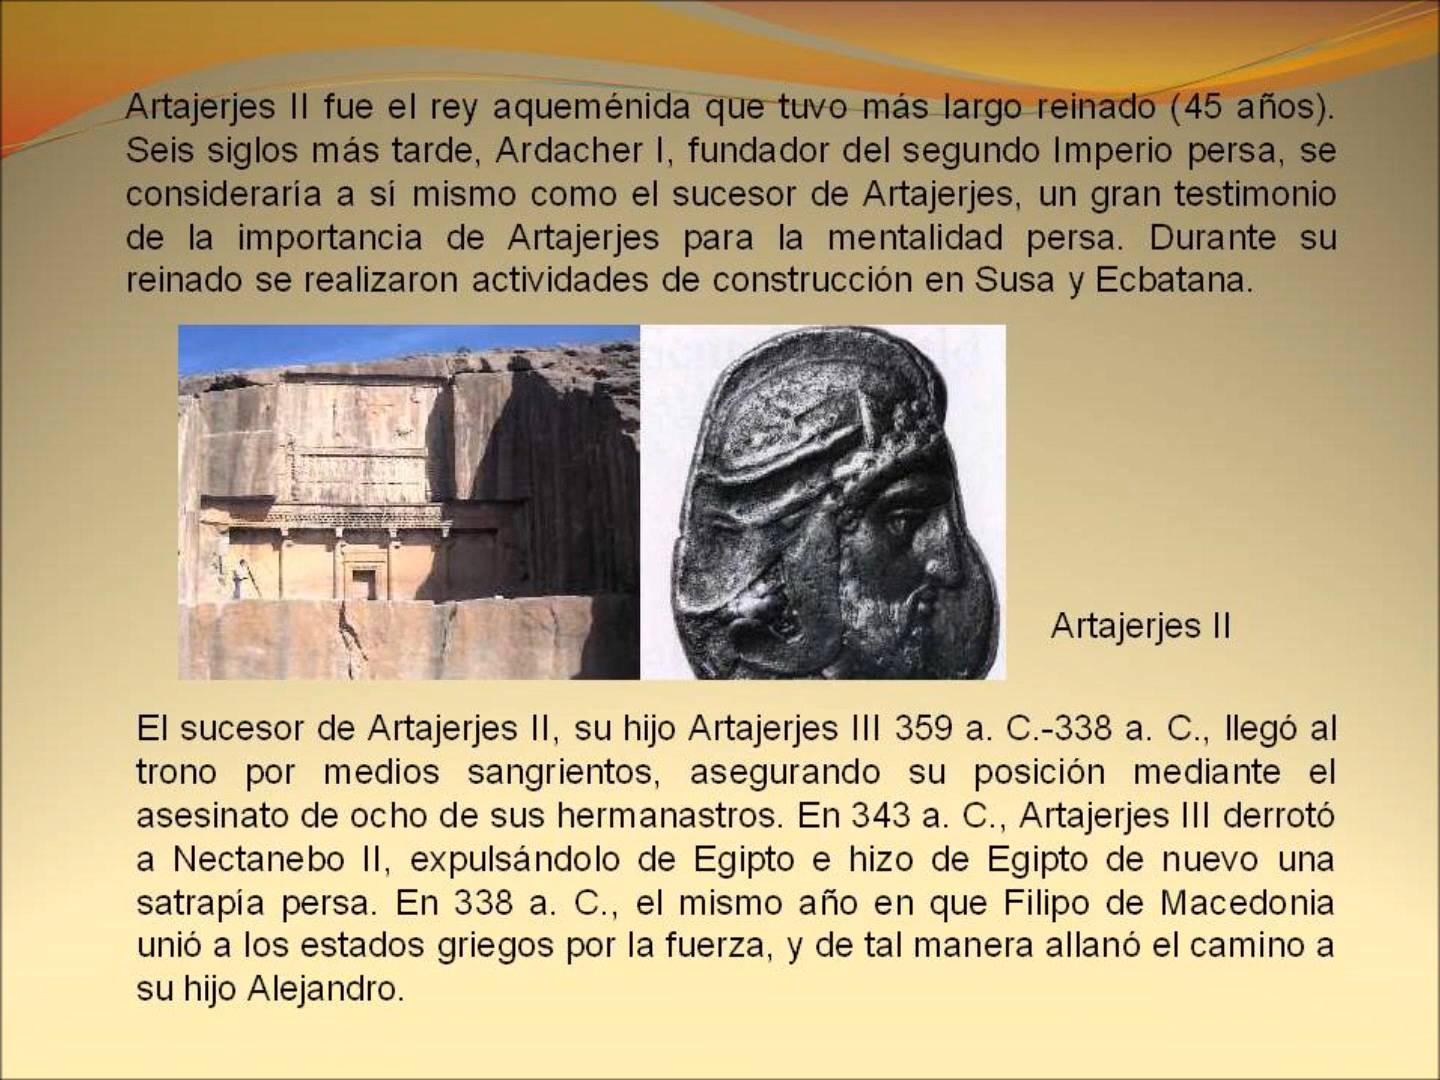 Artajerjes II fue el rey aqueménida que tuvo más largo reinado (45 años).
Seis siglos más tarde, Ardacher I, fundador del segundo Imperio persa, se
consideraría a sí mismo como el sucesor de Artajerjes, un gran testimonio
de la importancia de Artajerjes para la mentalidad persa. Durante su
reinado se realizaron actividades de construcción en Susa y Ecbatana.
Artajerjes II
El sucesor de Artajerjes II, su hijo Artajerjes III 359 a. C.-338 a. C., llegó al
trono por medios sangrientos, asegurando su posición mediante el
asesinato de ocho de sus hermanastros. En 343 a. C., Artajerjes III derrotó
a Nectanebo II, expulsándolo de Egipto e hizo de Egipto de nuevo una
satrapía persa. En 338 a. C., el mismo año en que Filipo de Macedonia
unió a los estados griegos por la fuerza, y de tal manera allanó el camino a
su hijo Alejandro.